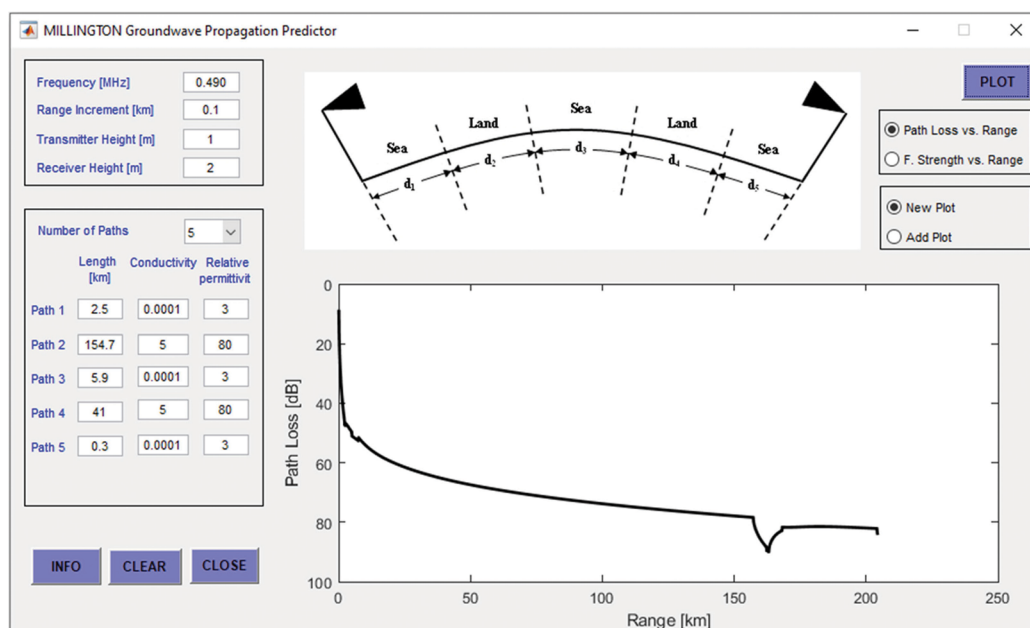 MILLINGTON Groundwave Propagation Predictor
Frequency [MHz] 0.490
Range Increment [km] 0.1
Transmitter Height [m] 1
Receiver Height [m] 2
Number of Paths 5
Length [km] Conductivity Relative permittivit
Path 1 2.5 0.0001 3
Path 2 154.7 5 80
Path 3 5.9 0.0001 3
Path 4 41 5 80
Path 5 0.3 0.0001 3
INFO CLEAR CLOSE
Sea Land Sea Land Sea
d1 d2 d3 d4 d5
PLOT
Path Loss vs. Range
F. Strength vs. Range
New Plot
Add Plot
Path Loss [dB]
0
20
40
60
80
100
0 50 100 150 200 250
Range [km]